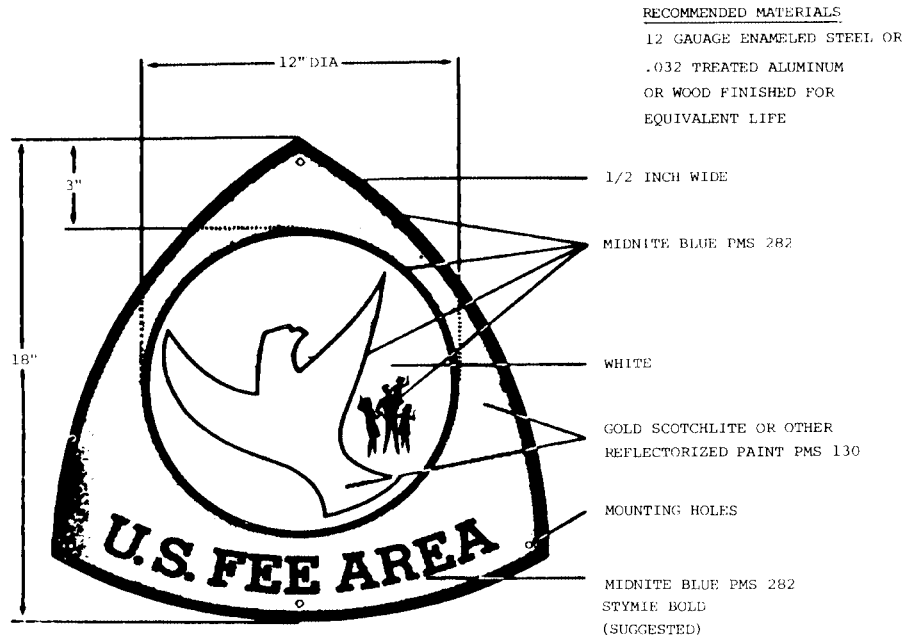 RECOMMENDED MATERIALS
12 GAUAGE ENAMELED STEEL OR
.032 TREATED ALUMINUM
OR WOOD FINISHED FOR
EQUIVALENT LIFE
12" DIA
3"
18"
1/2 INCH WIDE
MIDNITE BLUE PMS 282
WHITE
GOLD SCOTCHLITE OR OTHER
REFLECTORIZED PAINT PMS 130
MOUNTING HOLES
U.S. FEE AREA
MIDNITE BLUE PMS 282
STYMIE BOLD
(SUGGESTED)